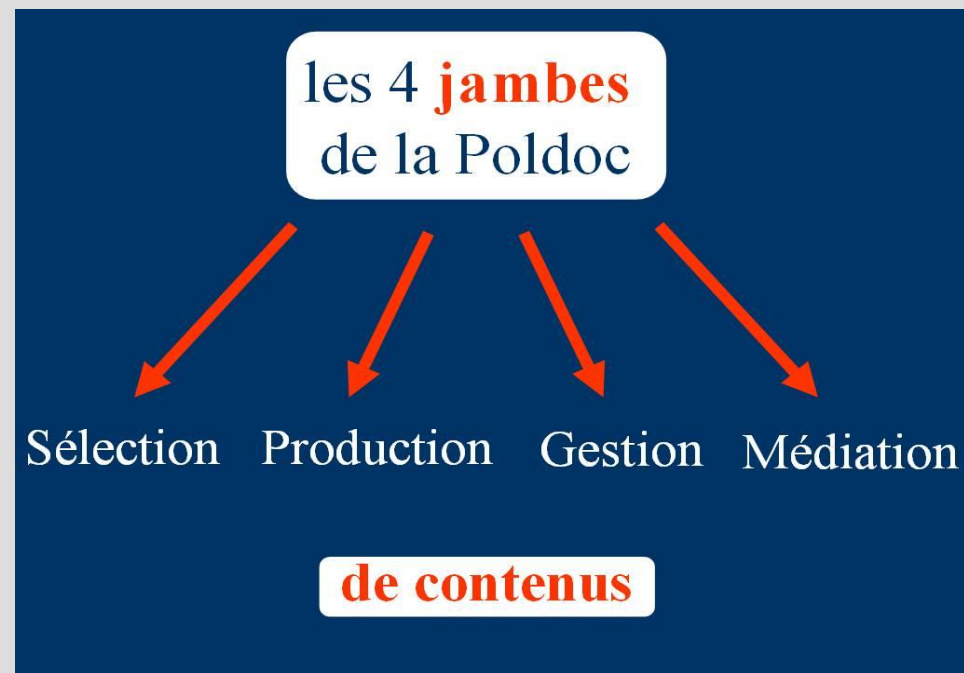 les 4 jambes
de la Poldoc
Sélection Production Gestion Médiation
de contenus